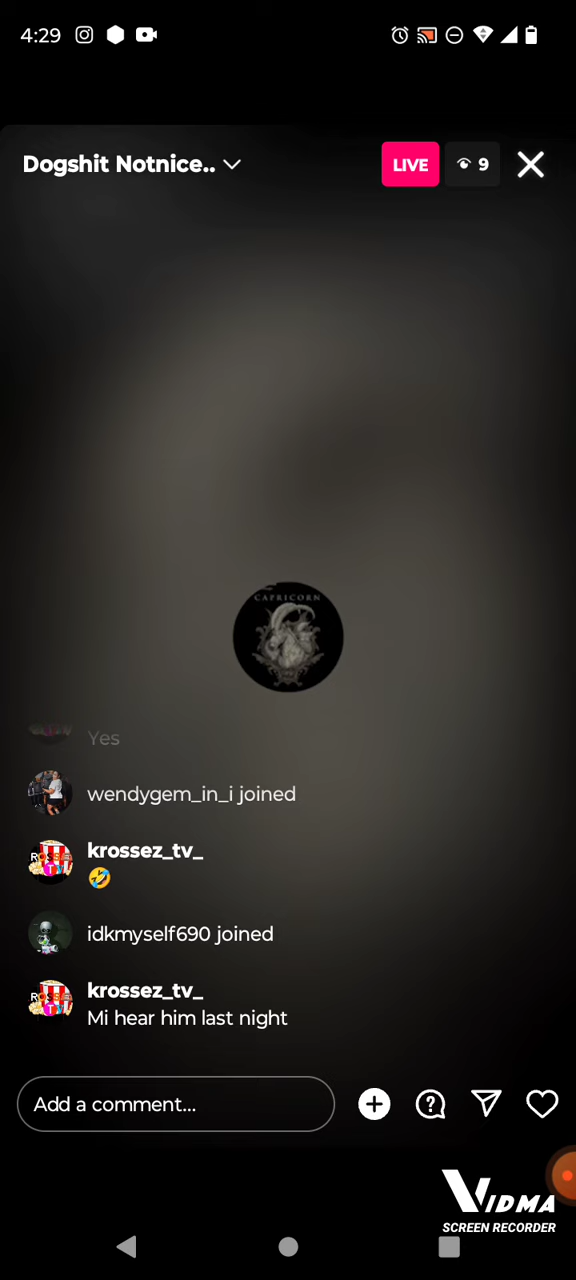 4:29
Dogshit Notnice..
LIVE
9
CAPRICORN
Yes
wendygem_in_i joined
krossez_tv_
🤣
idkmyself690 joined
krossez_tv_
Mi hear him last night
Add a comment...
VIDMA
SCREEN RECORDER